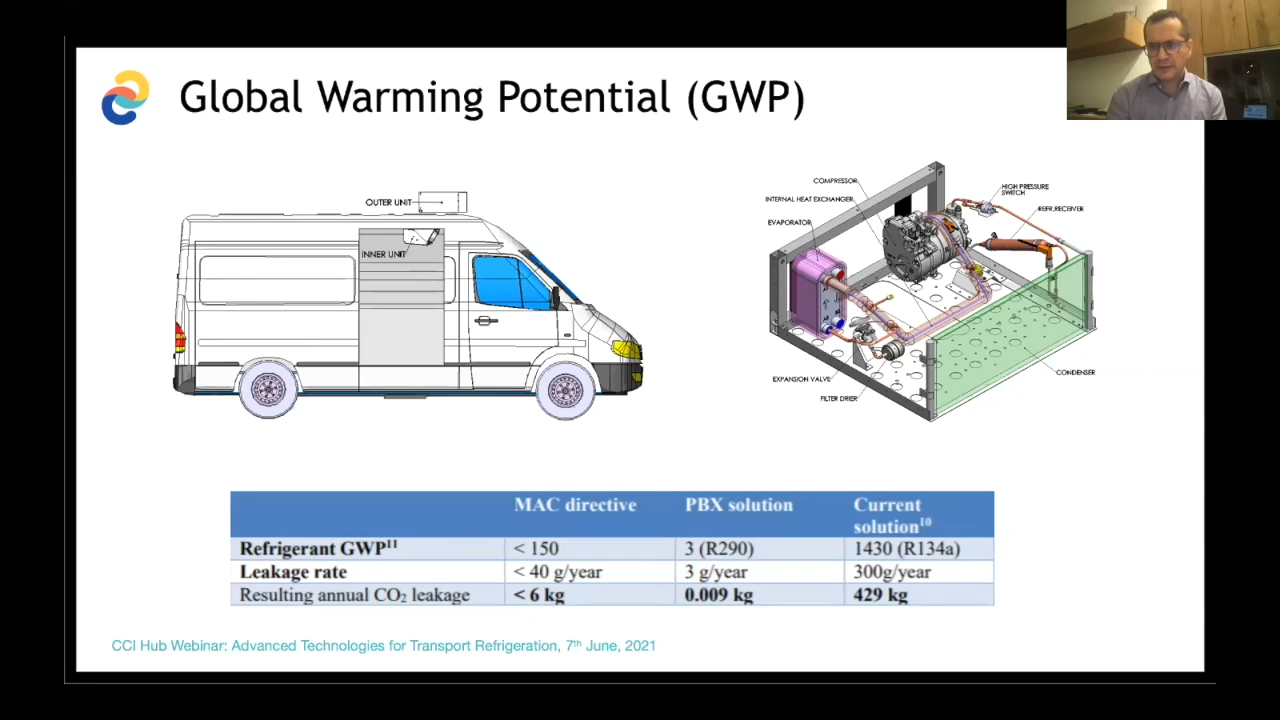 Global Warming Potential (GWP)
OUTER UNIT
INNER UNIT
COMPRESSOR
INTERNAL HEAT EXCHANGER
EVAPORATOR
HIGH PRESSURE
SWITCH
REFR.RECEIVER
EXPANSION VALVE
FILTER DRIER
CONDENSER
MAC directive PBX solution Current
solution¹⁰
Refrigerant GWP¹¹ < 150 3 (R290) 1430 (R134a)
Leakage rate < 40 g/year 3 g/year 300g/year
Resulting annual CO₂ leakage < 6 kg 0.009 kg 429 kg
CCI Hub Webinar: Advanced Technologies for Transport Refrigeration, 7th June, 2021